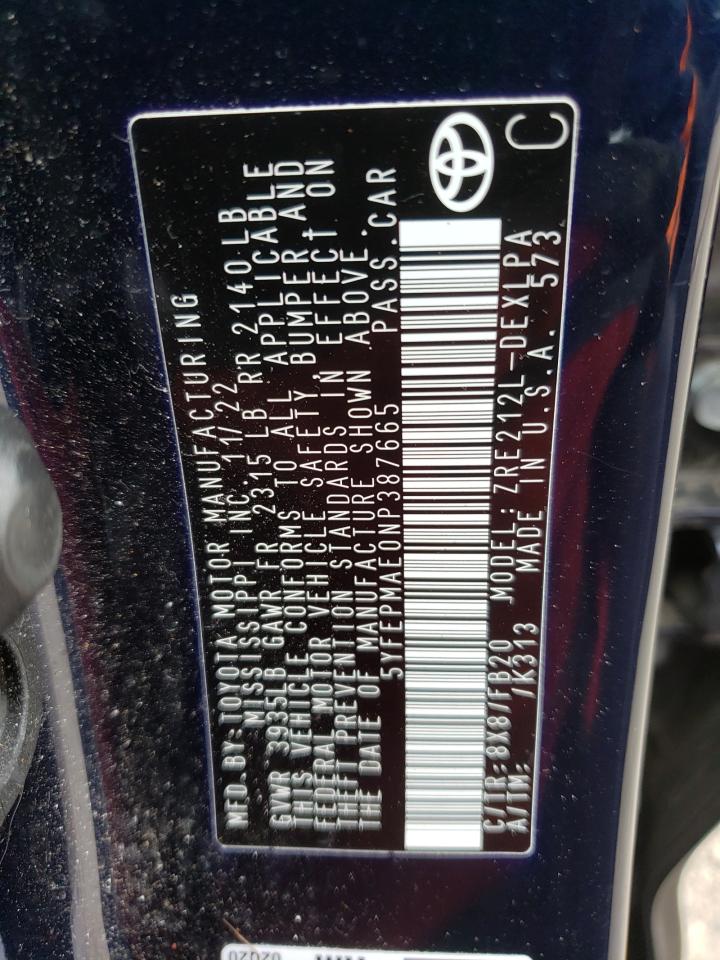 MFD.BY:TOYOTA MOTOR MANUFACTURING
MISSISSIPPI INC. 11/22
GVWR 3935LB GAWR FR 2315 LB RR 2140LB
THIS VEHICLE CONFORMS TO ALL APPLICABLE
FEDERAL MOTOR VEHICLE SAFETY, BUMPER, AND
THEFT PREVENTION STANDARDS IN EFFECT ON
THE DATE OF MANUFACTURE SHOWN ABOVE.
5YFEPMAE0NP387665 PASS.CAR
C/TR:8X8/FB20 MODEL:ZRE212L-DEXLPA
A/TM: /K313 MADE IN U.S.A. 573
C